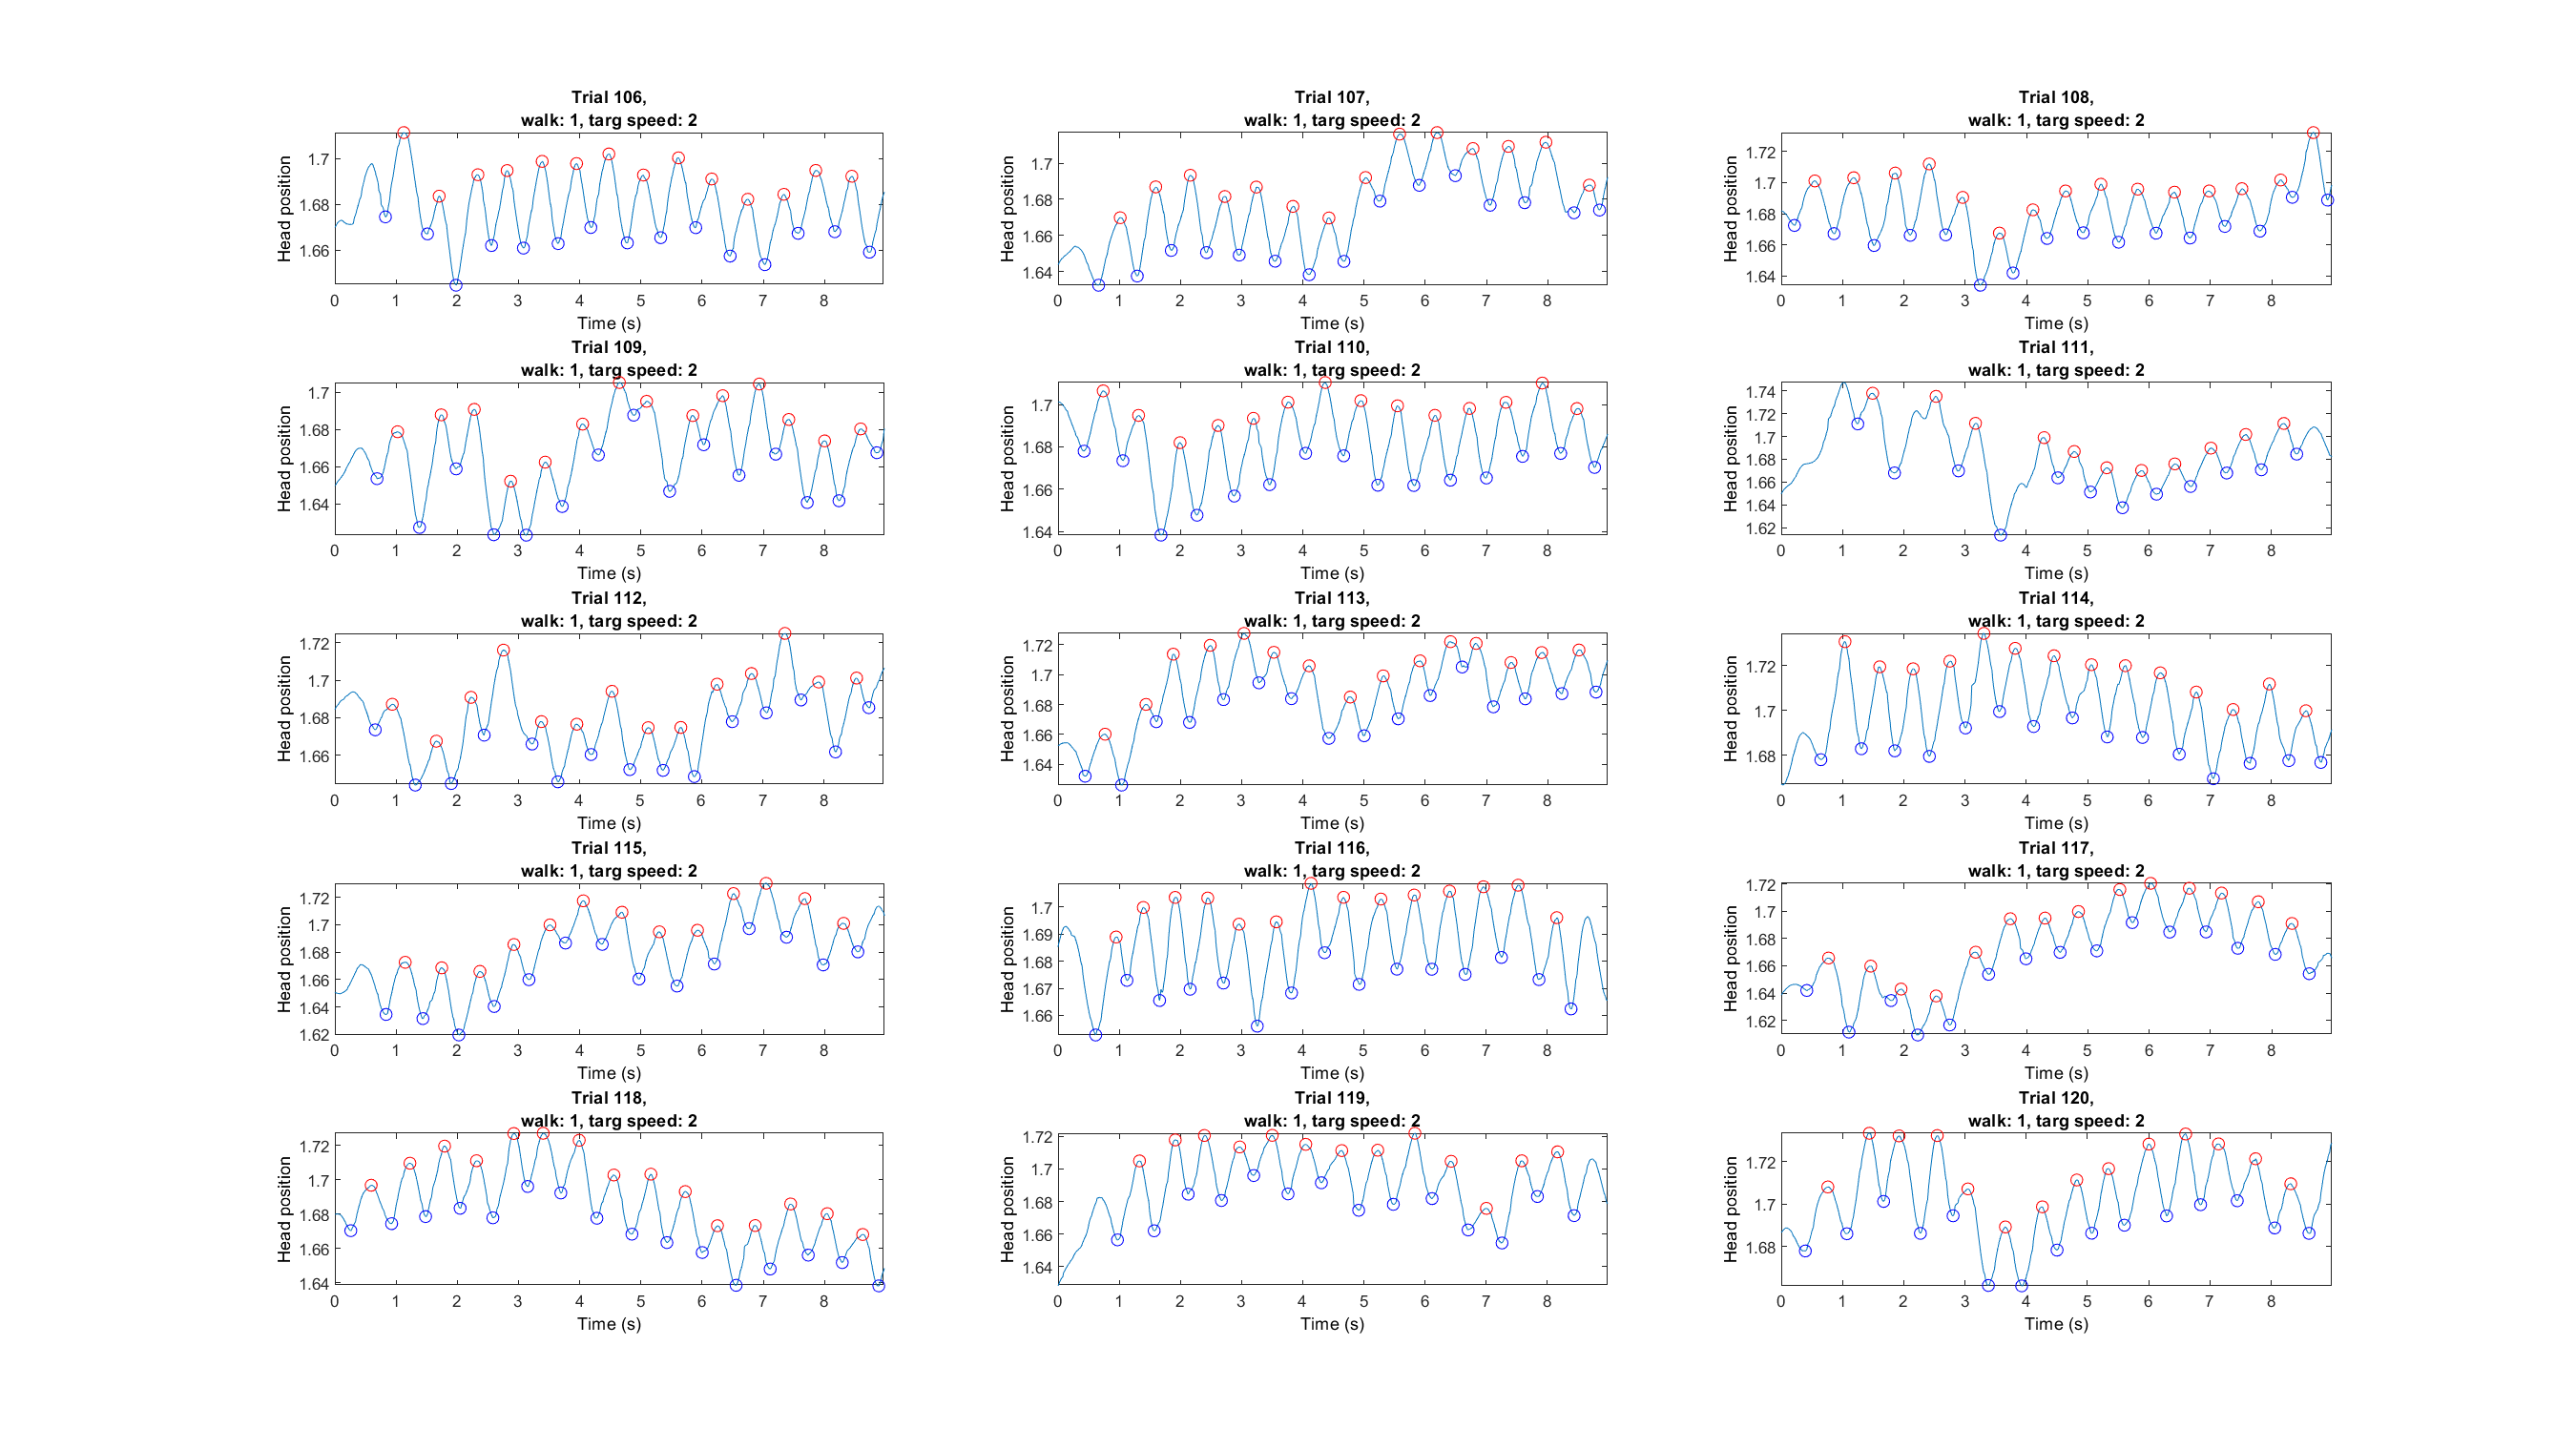 Trial 106,
walk: 1, targ speed: 2
1.7
1.68
1.66
Head position
0 1 2 3 4 5 6 7 8
Time (s)
Trial 107,
walk: 1, targ speed: 2
1.7
1.68
1.66
1.64
Head position
0 1 2 3 4 5 6 7 8
Time (s)
Trial 108,
walk: 1, targ speed: 2
1.72
1.7
1.68
1.66
1.64
Head position
0 1 2 3 4 5 6 7 8
Time (s)
Trial 109,
walk: 1, targ speed: 2
1.7
1.68
1.66
1.64
Head position
0 1 2 3 4 5 6 7 8
Time (s)
Trial 110,
walk: 1, targ speed: 2
1.7
1.68
1.66
1.64
Head position
0 1 2 3 4 5 6 7 8
Time (s)
Trial 111,
walk: 1, targ speed: 2
1.74
1.72
1.7
1.68
1.66
1.64
1.62
Head position
0 1 2 3 4 5 6 7 8
Time (s)
Trial 112,
walk: 1, targ speed: 2
1.72
1.7
1.68
1.66
Head position
0 1 2 3 4 5 6 7 8
Time (s)
Trial 113,
walk: 1, targ speed: 2
1.72
1.7
1.68
1.66
1.64
Head position
0 1 2 3 4 5 6 7 8
Time (s)
Trial 114,
walk: 1, targ speed: 2
1.72
1.7
1.68
Head position
0 1 2 3 4 5 6 7 8
Time (s)
Trial 115,
walk: 1, targ speed: 2
1.72
1.7
1.68
1.66
1.64
1.62
Head position
0 1 2 3 4 5 6 7 8
Time (s)
Trial 116,
walk: 1, targ speed: 2
1.7
1.69
1.68
1.67
1.66
Head position
0 1 2 3 4 5 6 7 8
Time (s)
Trial 117,
walk: 1, targ speed: 2
1.72
1.7
1.68
1.66
1.64
1.62
Head position
0 1 2 3 4 5 6 7 8
Time (s)
Trial 118,
walk: 1, targ speed: 2
1.72
1.7
1.68
1.66
1.64
Head position
0 1 2 3 4 5 6 7 8
Time (s)
Trial 119,
walk: 1, targ speed: 2
1.72
1.7
1.68
1.66
1.64
Head position
0 1 2 3 4 5 6 7 8
Time (s)
Trial 120,
walk: 1, targ speed: 2
1.72
1.7
1.68
Head position
0 1 2 3 4 5 6 7 8
Time (s)